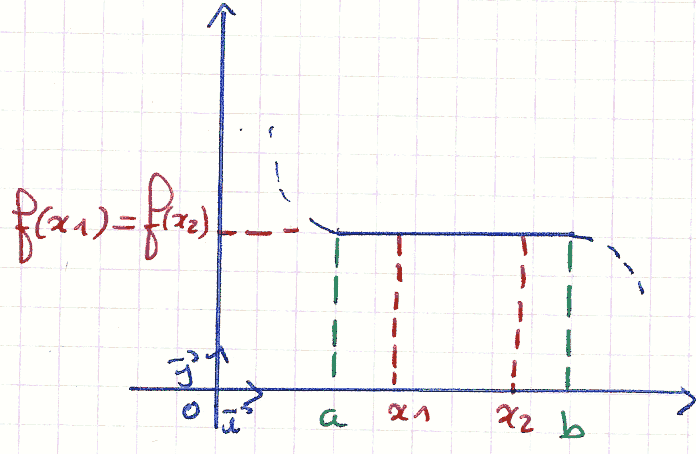 f(x1) = f(x2)
j
0 i a x1 x2 b